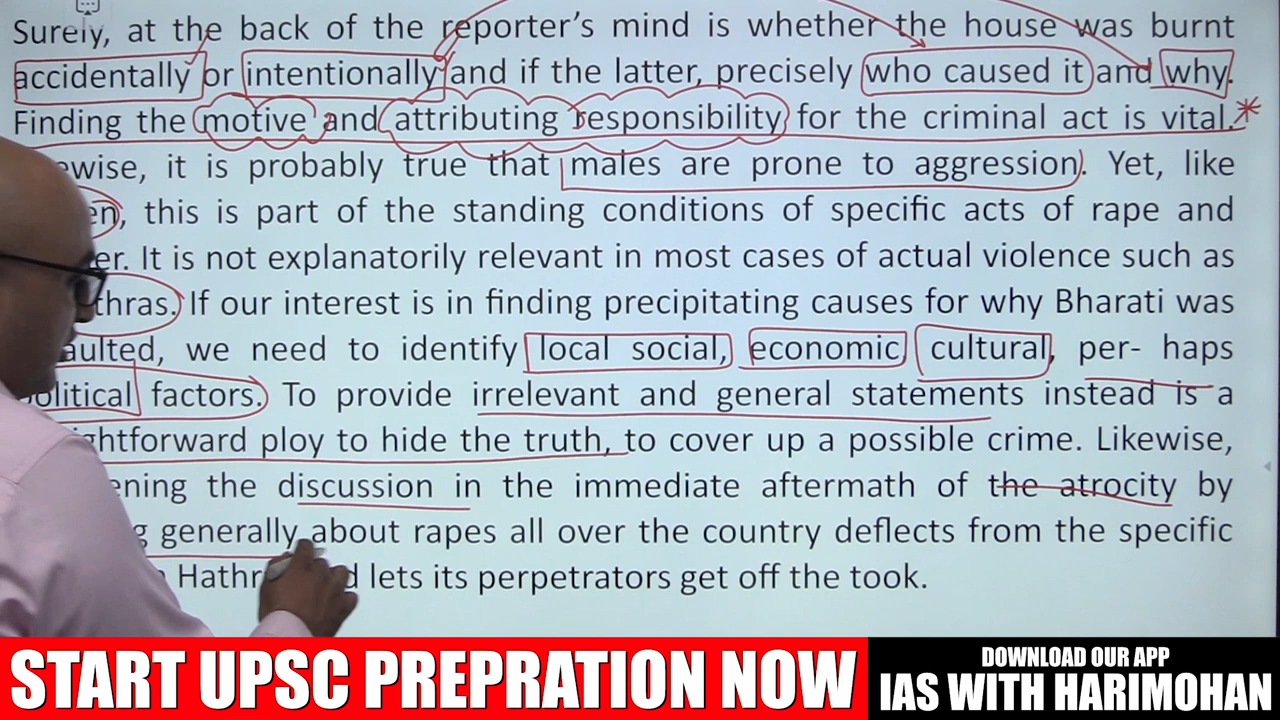 Surely, at the back of the reporter's mind is whether the house was burnt
accidentally or intentionally and if the latter, precisely who caused it and why.
Finding the motive and attributing responsibility for the criminal act is vital.
wise, it is probably true that males are prone to aggression. Yet, like
en, this is part of the standing conditions of specific acts of rape and
er. It is not explanatorily relevant in most cases of actual violence such as
thras. If our interest is in finding precipitating causes for why Bharati was
aulted, we need to identify local social, economic, cultural, per- haps
olitical factors. To provide irrelevant and general statements instead is a
ghtforward ploy to hide the truth, to cover up a possible crime. Likewise,
ening the discussion in the immediate aftermath of the atrocity by
g generally about rapes all over the country deflects from the specific
Hathr d lets its perpetrators get off the took.
START UPSC PREPRATION NOW
DOWNLOAD OUR APP
IAS WITH HARIMOHAN